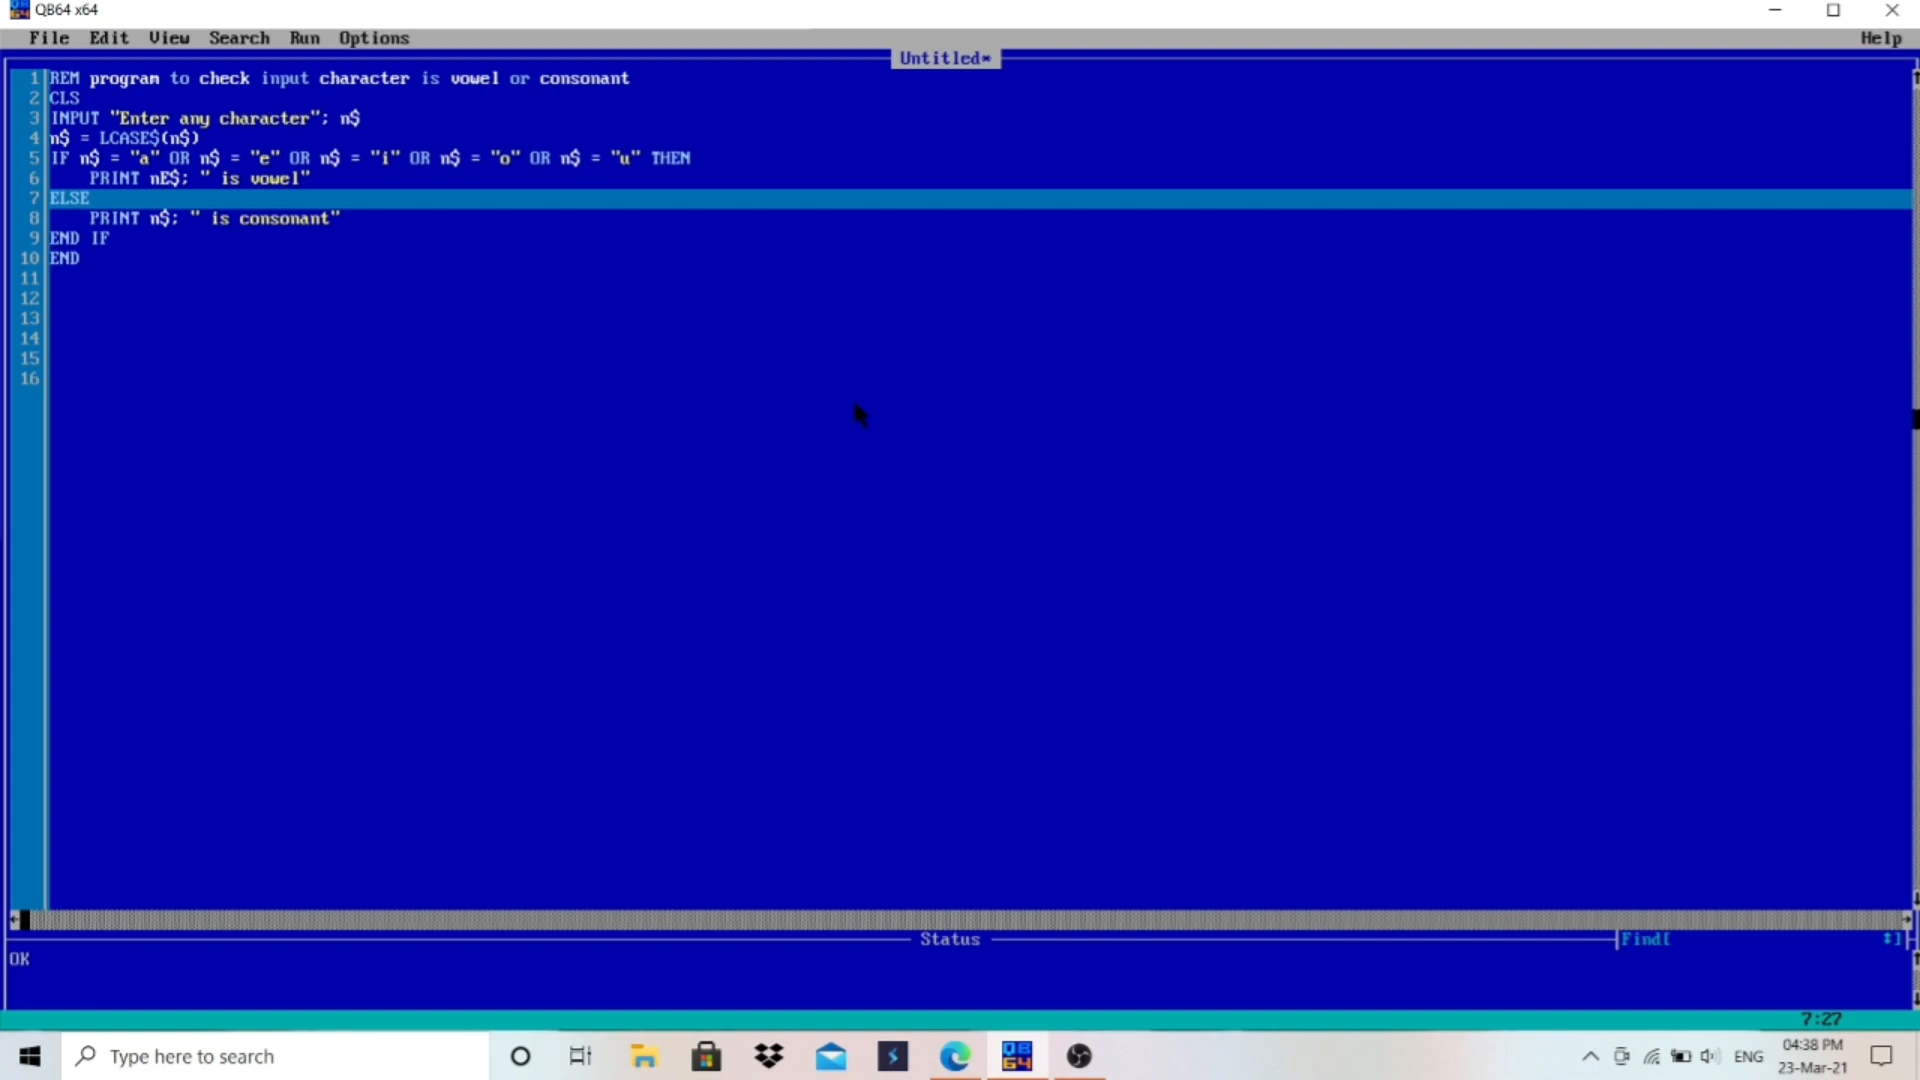 QB64 x64
File Edit View Search Run Options Help
Untitled*
1 REM program to check input character is vowel or consonant
2 CLS
3 INPUT "Enter any character"; n$
4 n$ = LCASE$(n$)
5 IF n$ = "a" OR n$ = "e" OR n$ = "i" OR n$ = "o" OR n$ = "u" THEN
6 PRINT nE$; " is vowel"
7 ELSE
8 PRINT n$; " is consonant"
9 END IF
10 END
11
12
13
14
15
16
Status
Find[ ]
OK
7:27
Type here to search
QB
64
ENG
04:38 PM
23-Mar-21